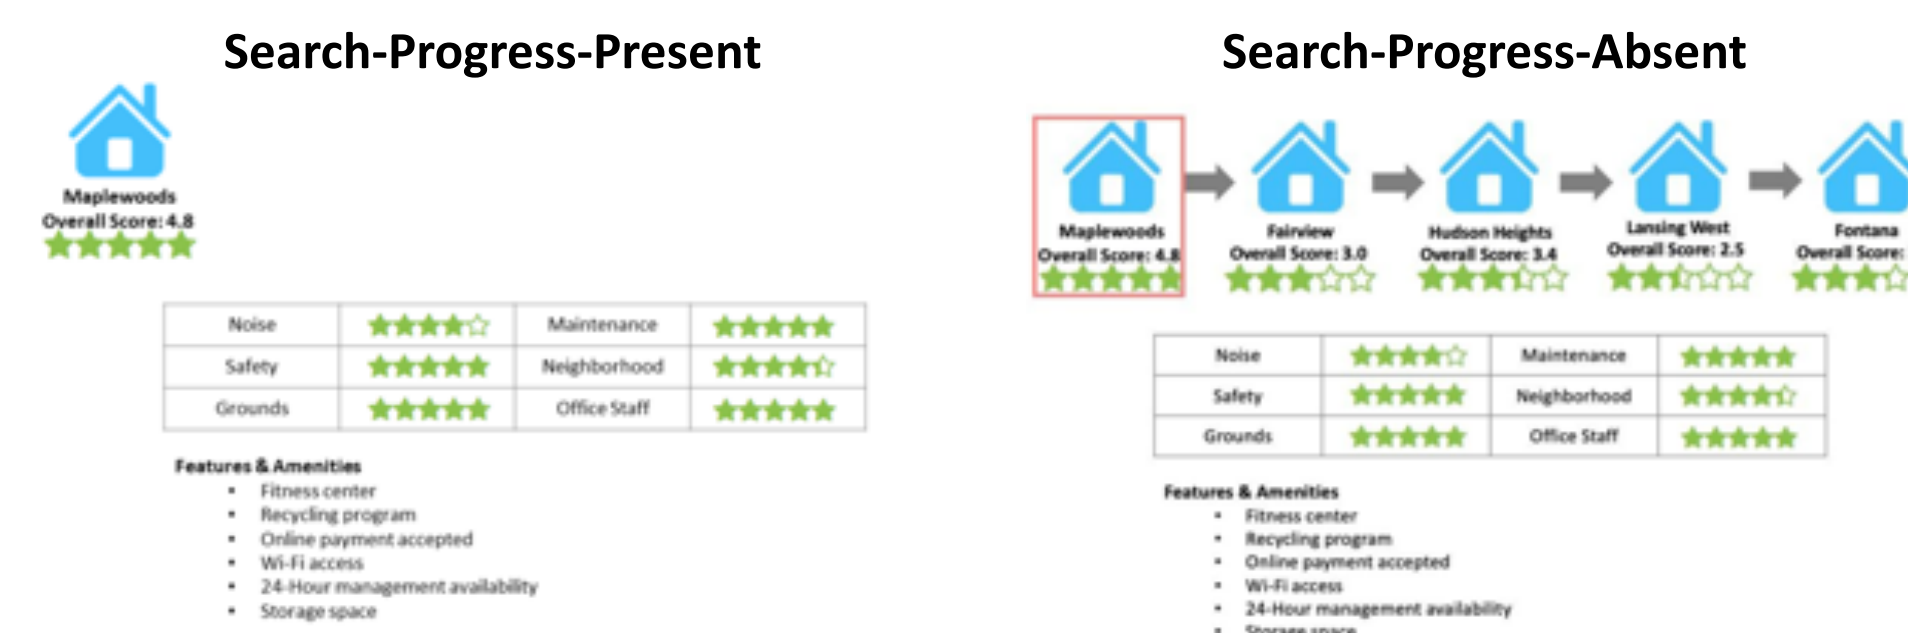 Search-Progress-Present
Maplewoods
Overall Score: 4.8
Noise Maintenance
Safety Neighborhood
Grounds Office Staff
Features & Amenities
• Fitness center
• Recycling program
• Online payment accepted
• Wi-Fi access
• 24-Hour management availability
• Storage space
Search-Progress-Absent
Maplewoods Fairview Hudson Heights Lansing West Fontana
Overall Score: 4.8 Overall Score: 3.0 Overall Score: 3.4 Overall Score: 2.5 Overall Score:
Noise Maintenance
Safety Neighborhood
Grounds Office Staff
Features & Amenities
• Fitness center
• Recycling program
• Online payment accepted
• Wi-Fi access
• 24-Hour management availability
• Storage space